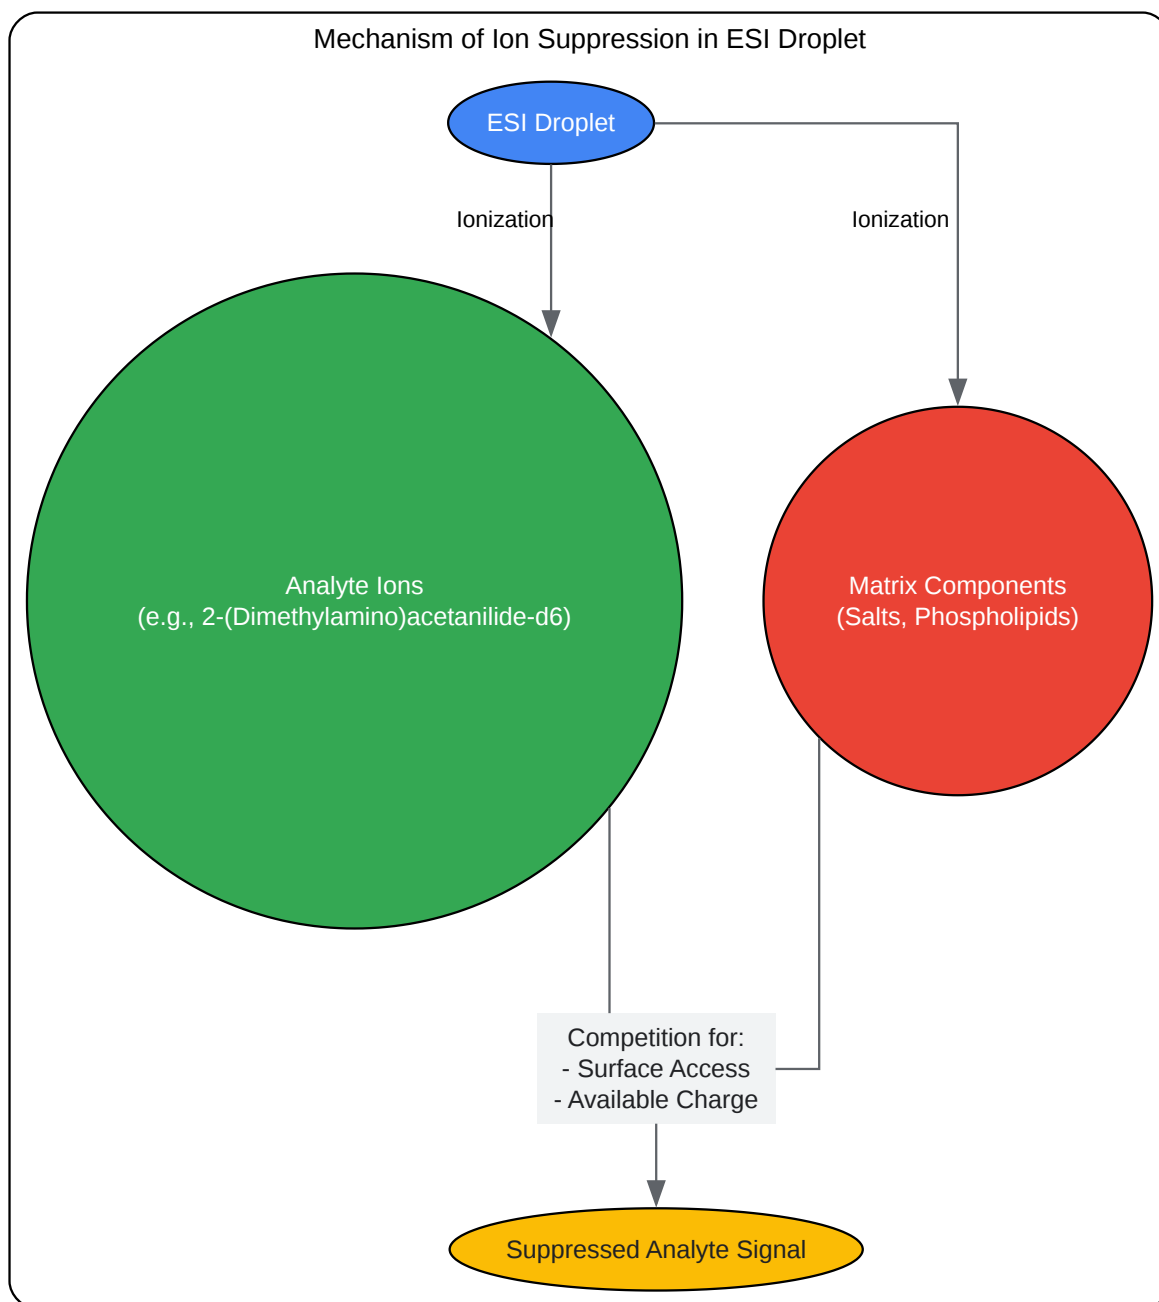 Mechanism of Ion Suppression in ESI Droplet
ESI Droplet
Ionization
Ionization
Analyte Ions
(e.g., 2-(Dimethylamino)acetanilide-d6)
Matrix Components
(Salts, Phospholipids)
Competition for:
- Surface Access
- Available Charge
Suppressed Analyte Signal